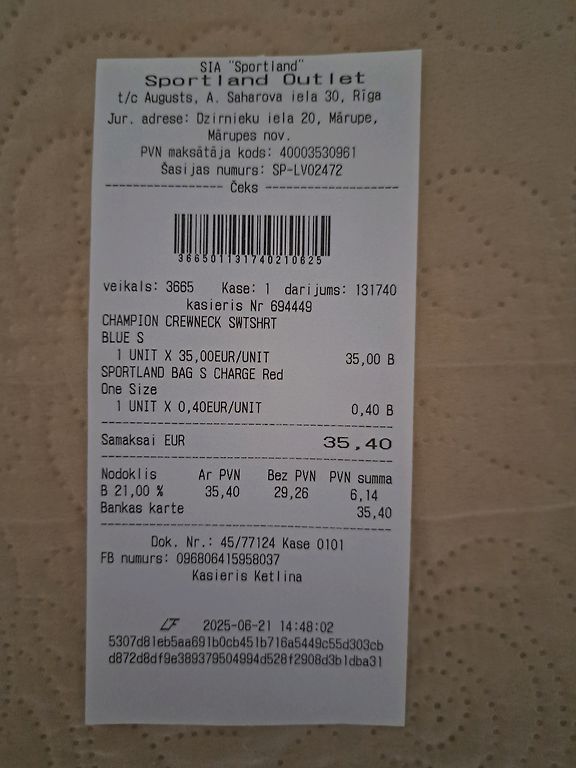 SIA "Sportland"
Sportland Outlet
t/c Augusts, A. Saharova iela 30, Rīga
Jur. adrese: Dzirnieku iela 20, Mārupe,
Mārupes nov.
PVN maksātāja kods: 40003530961
Šasijas numurs: SP-LV02472
Čeks
366501131740210625
veikals: 3665 Kase: 1 darījums: 131740
kasieris Nr 694449
CHAMPION CREWNECK SWTSHRT
BLUE S
1 UNIT X 35,00EUR/UNIT 35,00 B
SPORTLAND BAG S CHARGE Red
One Size
1 UNIT X 0,40EUR/UNIT 0,40 B
Samaksai EUR 35,40
Nodoklis Ar PVN Bez PVN PVN summa
B 21,00 % 35,40 29,26 6,14
Bankas karte 35,40
Dok. Nr.: 45/77124 Kase 0101
FB numurs: 096806415958037
Kasieris Ketlina
LF 2025-06-21 14:48:02
5307d81eb5aa691b0cb451b716a5449c55d303cb
d872d8df9e389379504994d528f2908d3b1dba31